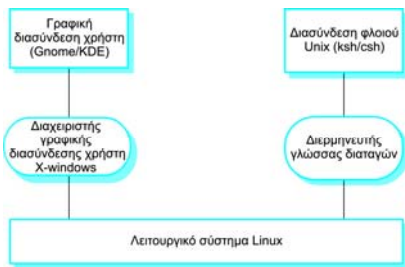 Γραφική
διασύνδεση χρήστη
(Gnome/KDE)
Διασύνδεση φλοιού
Unix (ksh/csh)
Διαχειριστής
γραφικής
διασύνδεσης χρήστη
X-windows
Διερμηνευτής
γλώσσας διαταγών
Λειτουργικό σύστημα Linux